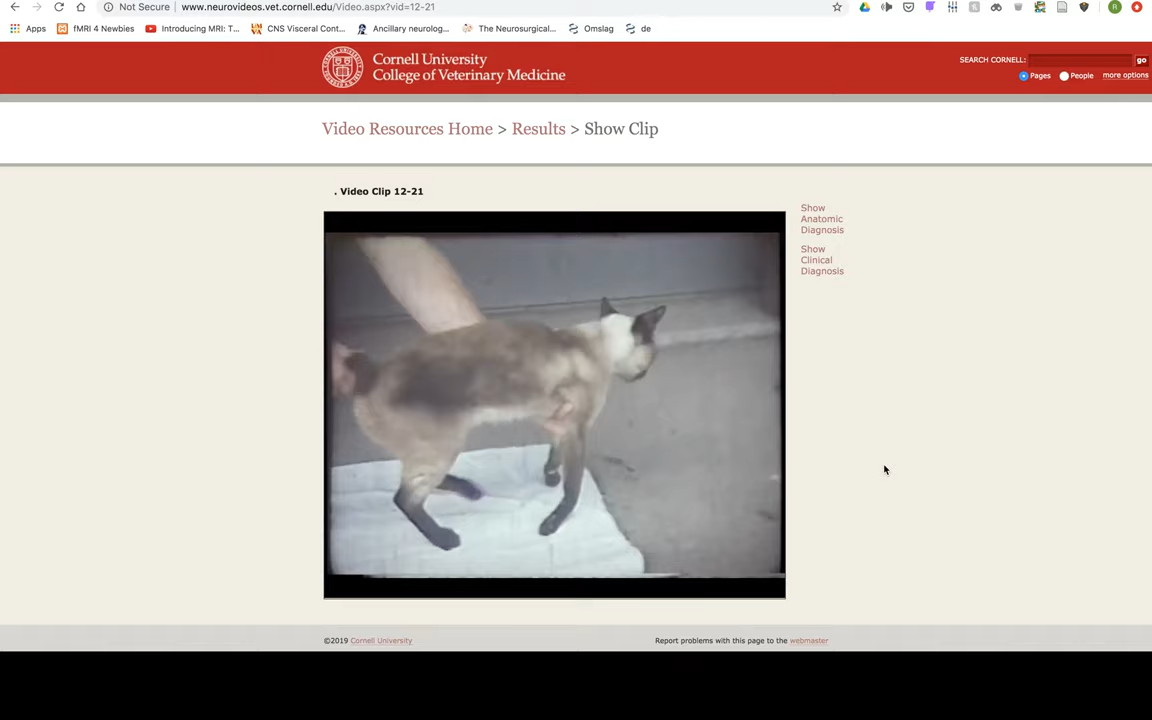 Not Secure | www.neurovideos.vet.cornell.edu/Video.aspx?vid=12-21
R
Apps fMRI 4 Newbies Introducing MRI: T... CNS Visceral Cont... Ancillary neurolog... The Neurosurgical... Omslag de
Cornell University
College of Veterinary Medicine
SEARCH CORNELL: go
Pages People more options
Video Resources Home > Results > Show Clip
. Video Clip 12-21
Show
Anatomic
Diagnosis
Show
Clinical
Diagnosis
©2019 Cornell University
Report problems with this page to the webmaster